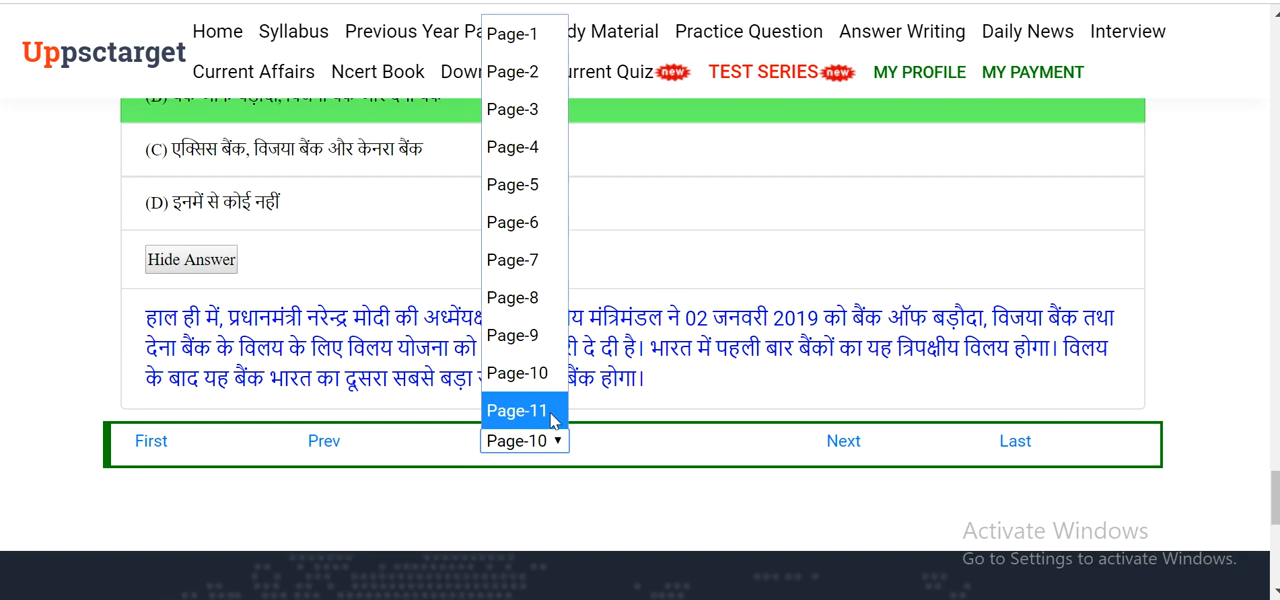 Home Syllabus Previous Year Pa dy Material Practice Question Answer Writing Daily News Interview
Uppsctarget
Current Affairs Ncert Book Dow urrent Quiz new TEST SERIES new MY PROFILE MY PAYMENT
Page-1
Page-2
Page-3
Page-4
Page-5
Page-6
Page-7
Page-8
Page-9
Page-10
Page-11
(B) बैंक ऑफ बड़ौदा, विजया बैंक और देना बैंक
(C) एक्सिस बैंक, विजया बैंक और केनरा बैंक
(D) इनमें से कोई नहीं
Hide Answer
हाल ही में, प्रधानमंत्री नरेन्द्र मोदी की अध्मेंय य मंत्रिमंडल ने 02 जनवरी 2019 को बैंक ऑफ बड़ौदा, विजया बैंक तथा
देना बैंक के विलय के लिए विलय योजना को री दे दी है। भारत में पहली बार बैंकों का यह त्रिपक्षीय विलय होगा। विलय
के बाद यह बैंक भारत का दूसरा सबसे बड़ा बैंक होगा।
First Prev Page-10 Next Last
Activate Windows
Go to Settings to activate Windows.